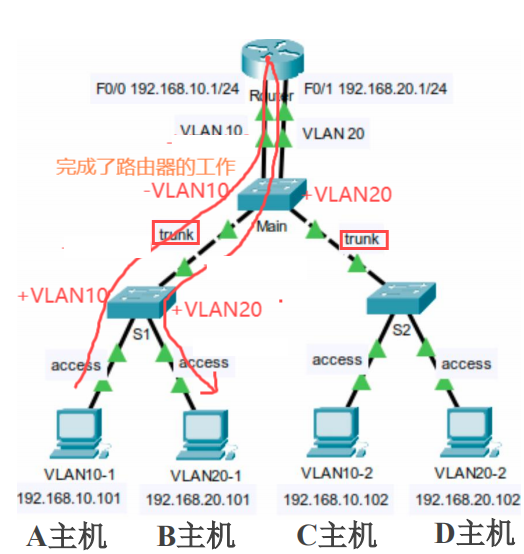 F0/0 192.168.10.1/24
Router
F0/1 192.168.20.1/24
VLAN 10
VLAN 20
完成了路由器的工作
-VLAN10
+VLAN20
Main
trunk
trunk
+VLAN10
+VLAN20
S1
S2
access
access
access
access
VLAN10-1
VLAN20-1
VLAN10-2
VLAN20-2
192.168.10.101
192.168.20.101
192.168.10.102
192.168.20.102
A主机
B主机
C主机
D主机